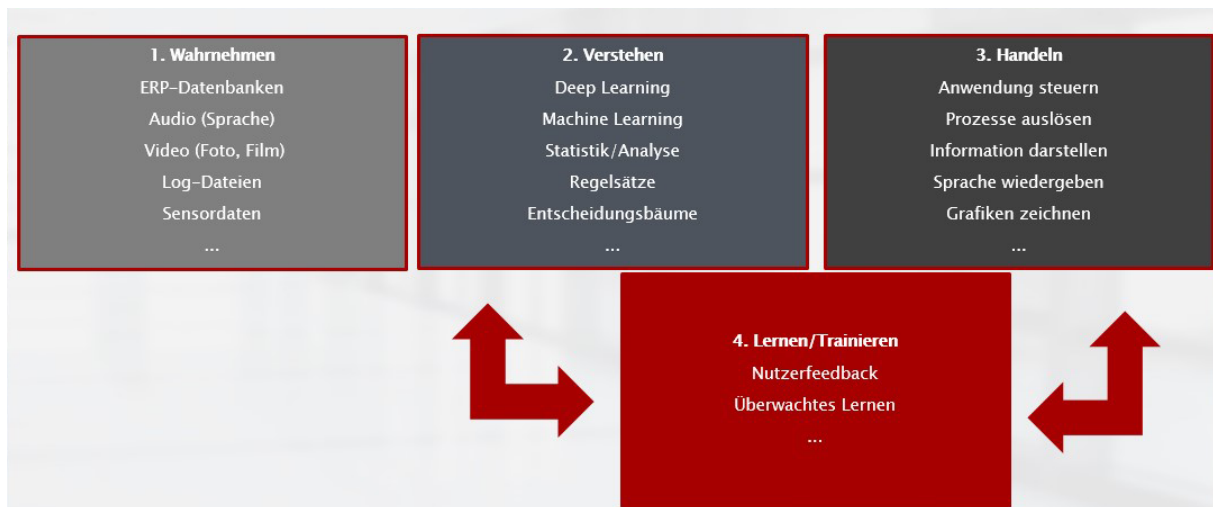 1. Wahrnehmen
ERP-Datenbanken
Audio (Sprache)
Video (Foto, Film)
Log-Dateien
Sensordaten
...
2. Verstehen
Deep Learning
Machine Learning
Statistik/Analyse
Regelsätze
Entscheidungsbäume
...
3. Handeln
Anwendung steuern
Prozesse auslösen
Information darstellen
Sprache wiedergeben
Grafiken zeichnen
...
4. Lernen/Trainieren
Nutzerfeedback
Überwachtes Lernen
...